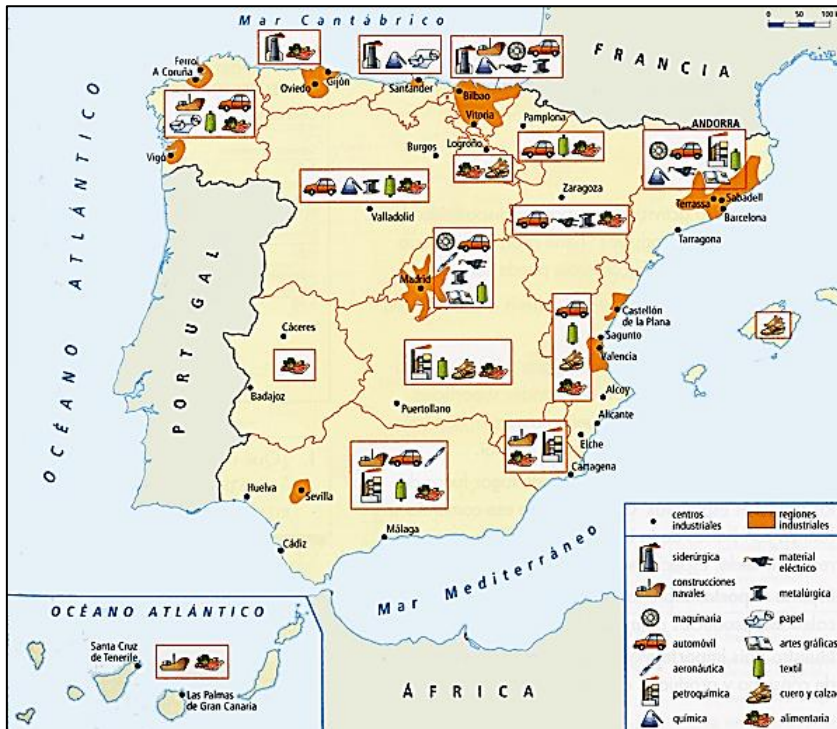 Mar Cantábrico
0 50 100
FRANCIA
Ferrol
A Coruña
Oviedo
Gijón
Santander
Bilbao
Vitoria
Pamplona
ANDORRA
Vigo
Burgos
Logroño
Zaragoza
Terrassa
Sabadell
Barcelona
Valladolid
Tarragona
Madrid
Castellón
de la Plana
Sagunto
Valencia
Cáceres
Badajoz
Puertollano
Alcoy
Alicante
Elche
Cartagena
OCÉANO ATLÁNTICO
PORTUGAL
Huelva
Sevilla
Málaga
Cádiz
Mar Mediterráneo
ÁFRICA
OCÉANO ATLÁNTICO
Santa Cruz
de Tenerife
Las Palmas
de Gran Canaria
centros
industriales
regiones
industriales
siderúrgica
material
eléctrico
construcciones
navales
metalúrgica
maquinaria
papel
automóvil
artes gráficas
aeronáutica
textil
petroquímica
cuero y calza
química
alimentaria